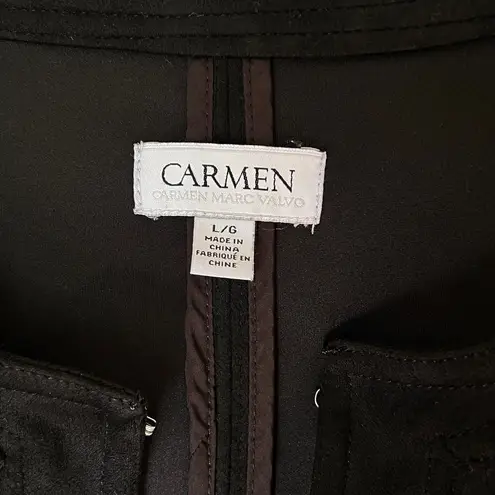 CARMEN
CARMEN MARC VALVO
L/G
MADE IN
CHINA
FABRIQUÉ EN
CHINE